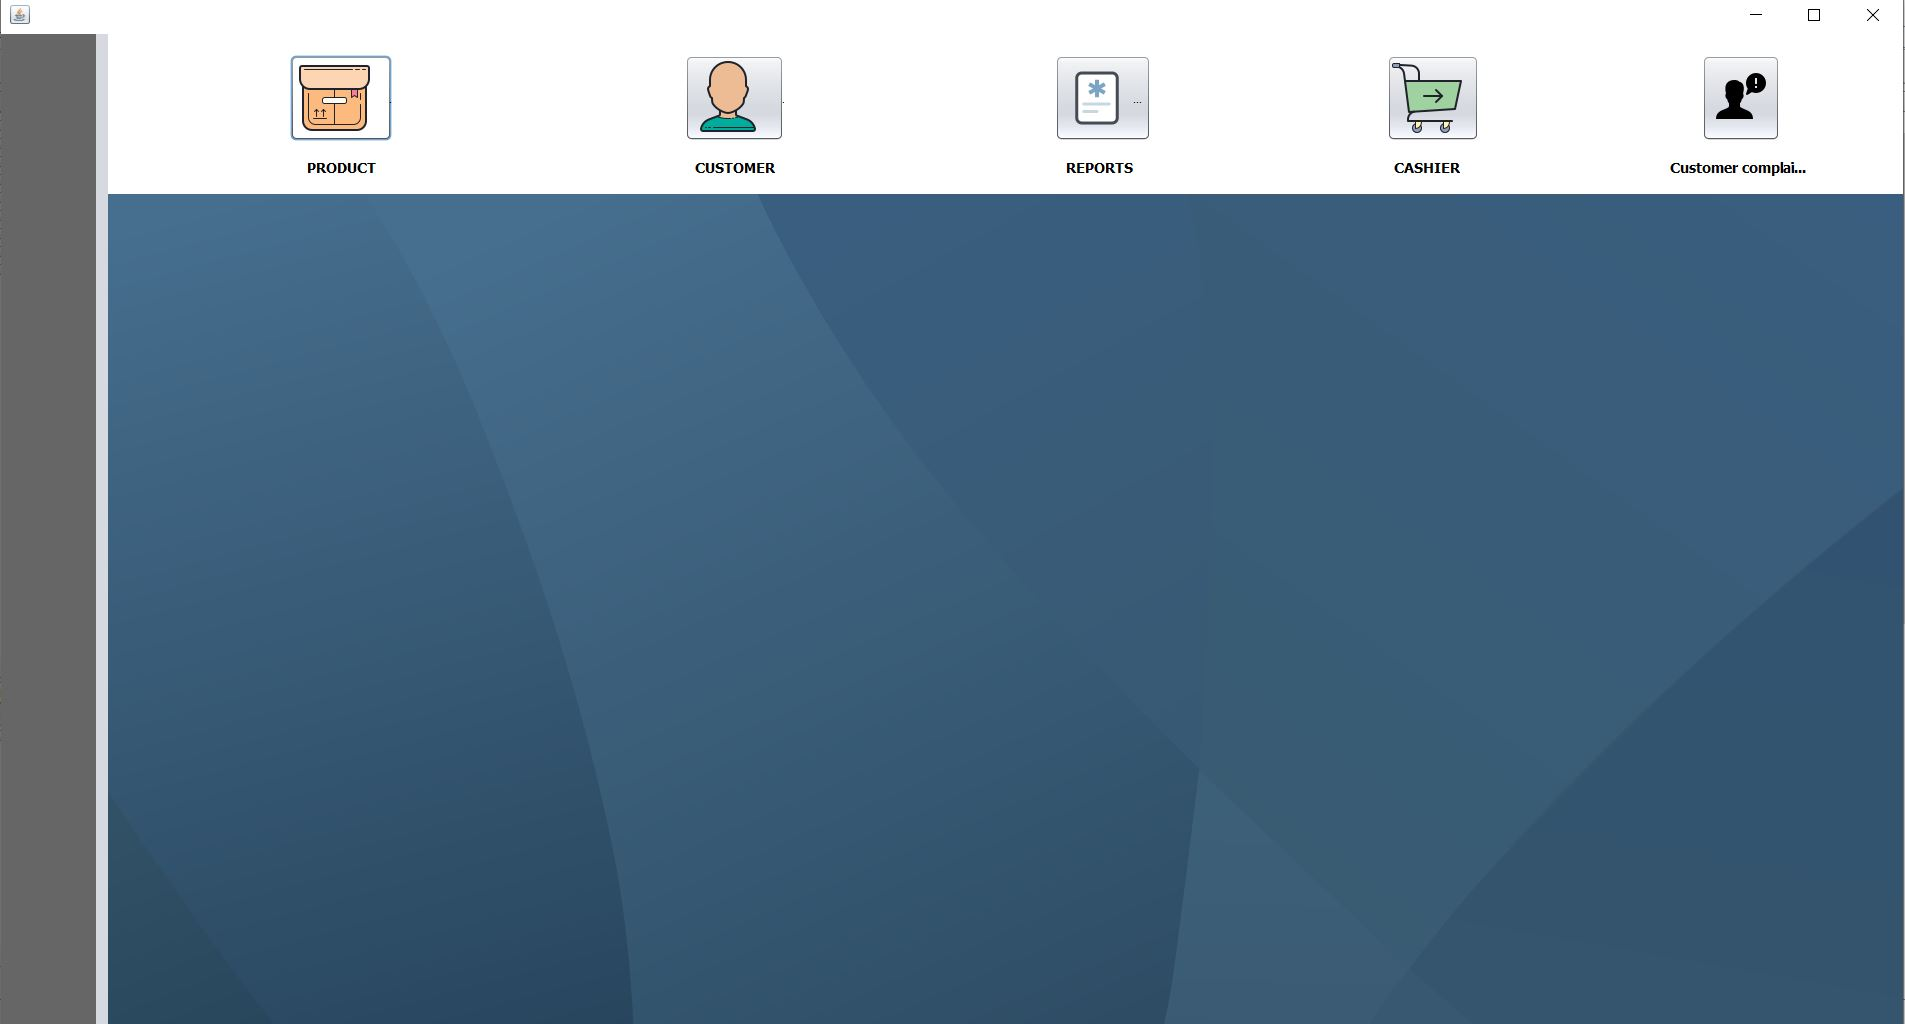 ...
PRODUCT
CUSTOMER
REPORTS
CASHIER
Customer complai...